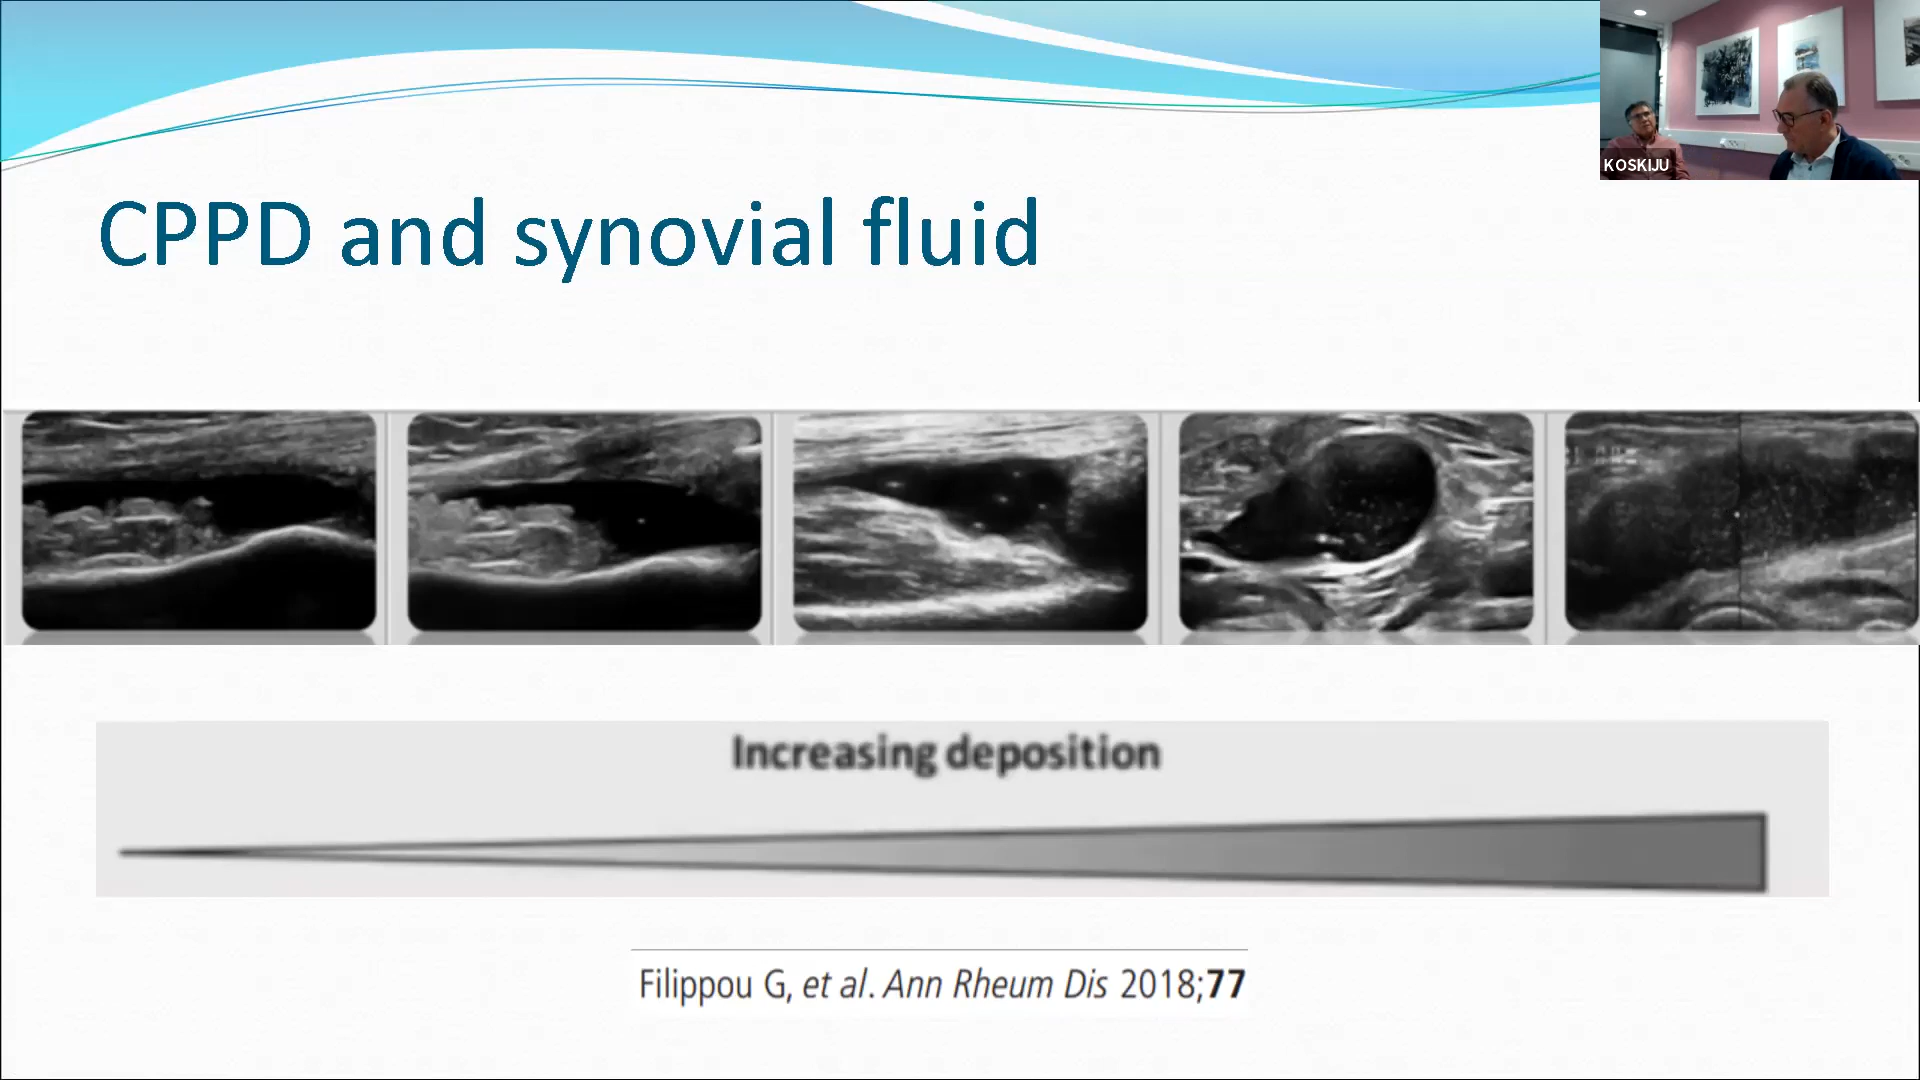 KOSKIJU
CPPD and synovial fluid
Increasing deposition
Filippou G, et al. Ann Rheum Dis 2018;77